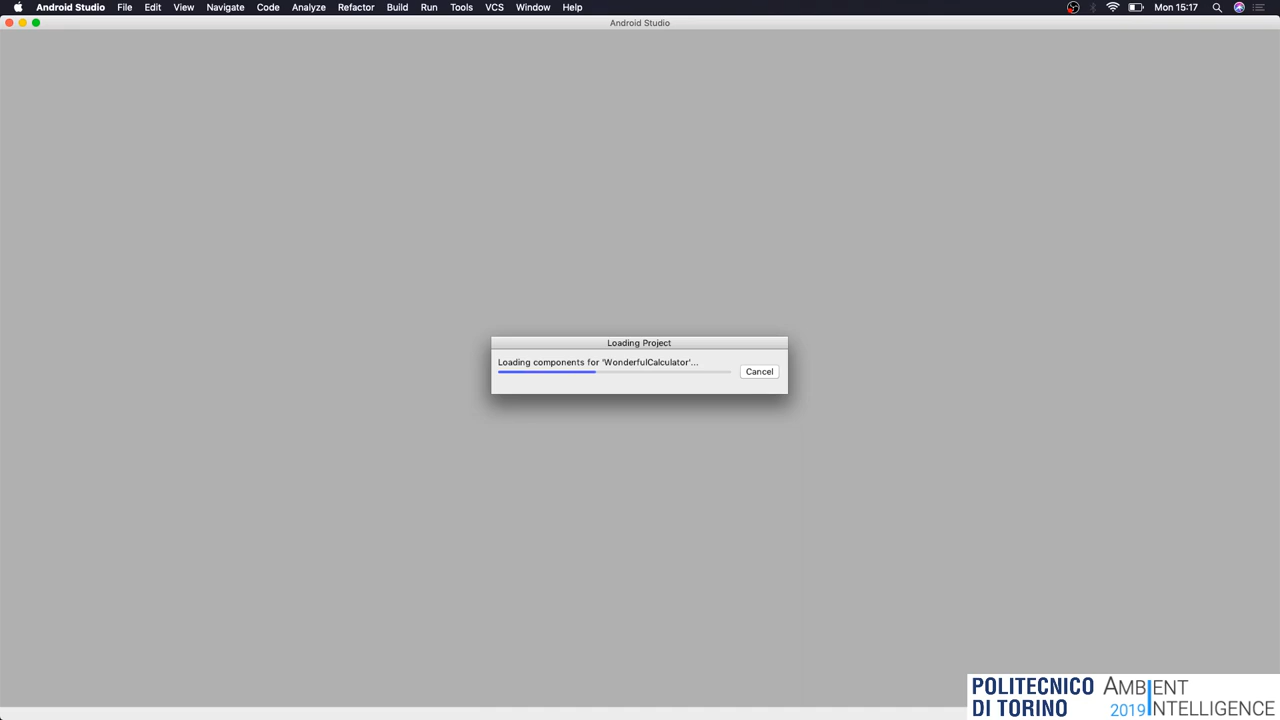 Android Studio File Edit View Navigate Code Analyze Refactor Build Run Tools VCS Window Help Mon 15:17
Android Studio
Loading Project
Loading components for 'WonderfulCalculator'...
Cancel
POLITECNICO
DI TORINO
AMBIENT
2019 INTELLIGENCE